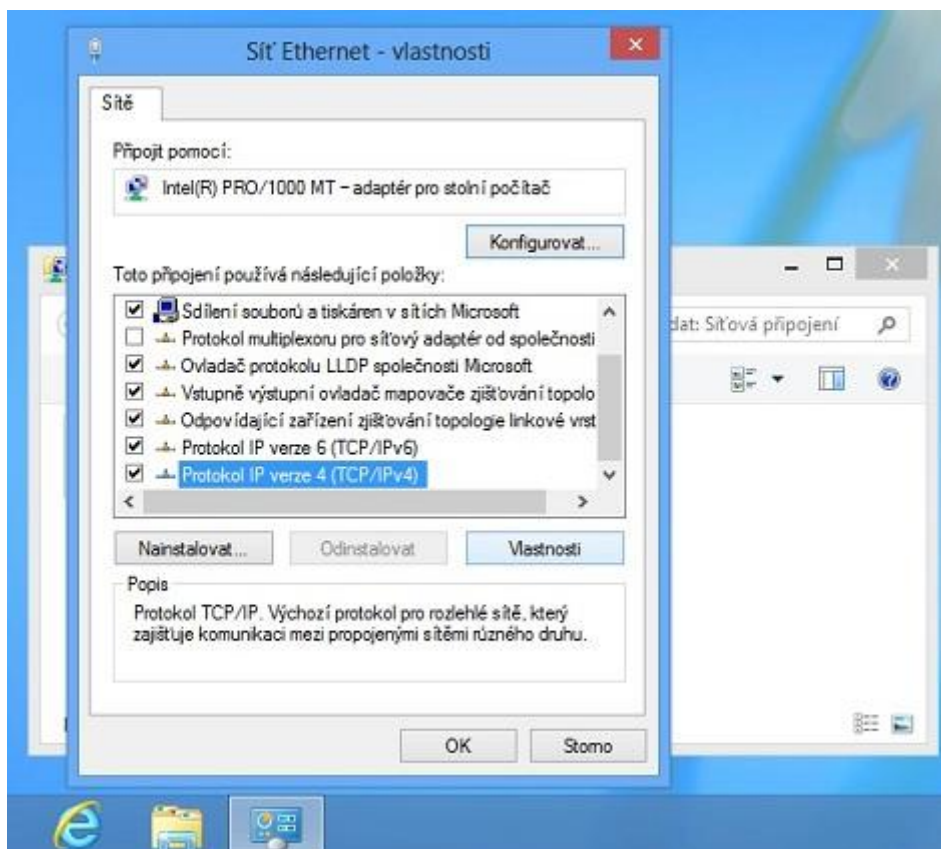 Síť Ethernet - vlastnosti
Sítě
Připojit pomocí:
Intel(R) PRO/1000 MT – adaptér pro stolní počítač
Konfigurovat...
Toto připojení používá následující položky:
Sdílení souborů a tiskáren v sítích Microsoft
Protokol multiplexoru pro síťový adaptér od společnosti
Ovladač protokolu LLDP společnosti Microsoft
Vstupně výstupní ovladač mapovače zjišťování topolo
Odpovídající zařízení zjišťování topologie linkové vrst
Protokol IP verze 6 (TCP/IPv6)
Protokol IP verze 4 (TCP/IPv4)
Nainstalovat...
Odinstalovat
Vlastnosti
Popis
Protokol TCP/IP. Výchozí protokol pro rozlehlé sítě, který
zajišťuje komunikaci mezi propojenými sítěmi různého druhu.
OK
Storno
dat: Síťová připojení